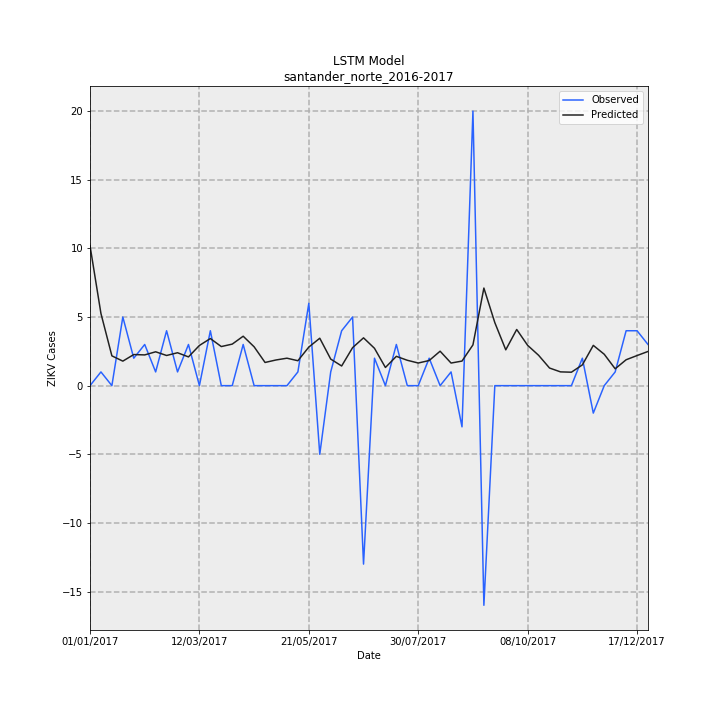 LSTM Model
santander_norte_2016-2017
Observed
Predicted
20
15
10
5
0
−5
−10
−15
ZIKV Cases
01/01/2017 12/03/2017 21/05/2017 30/07/2017 08/10/2017 17/12/2017
Date